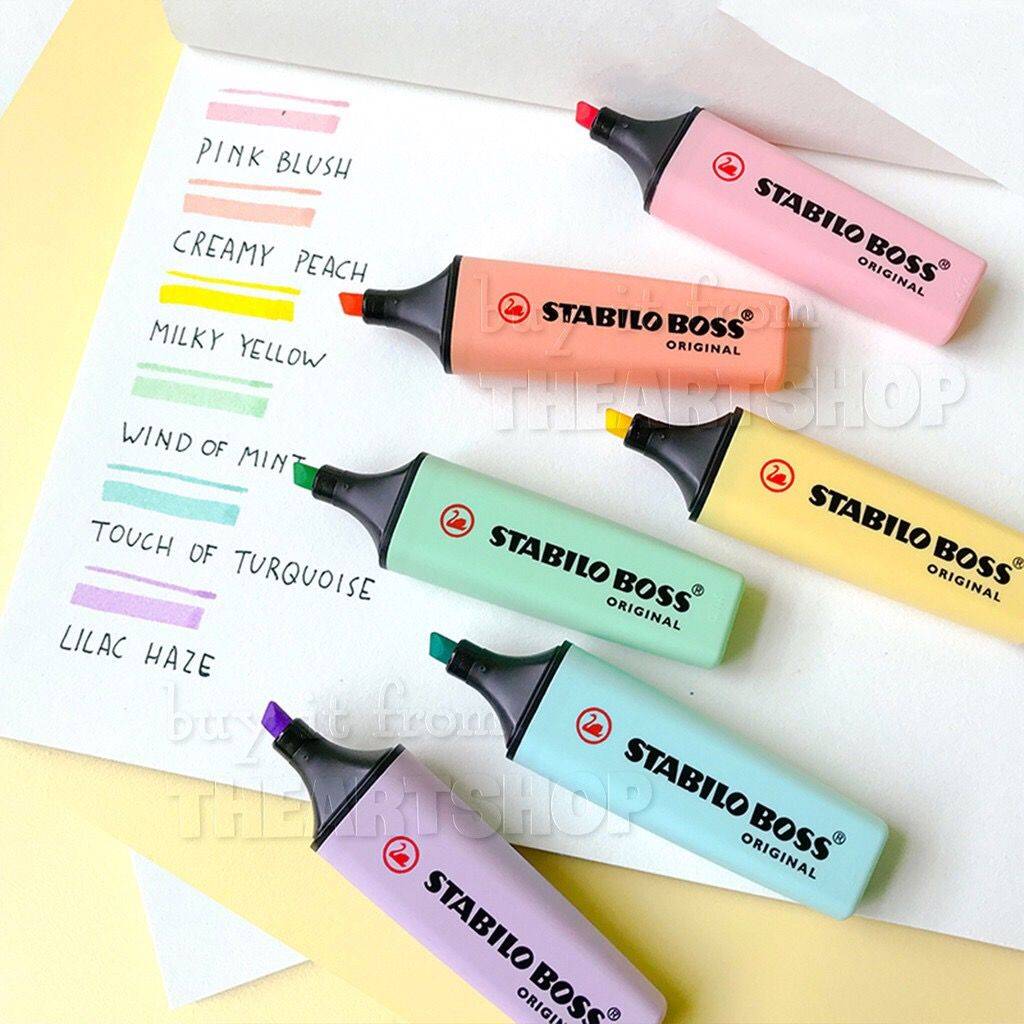 PINK BLUSH
CREAMY PEACH
MILKY YELLOW
WIND OF MINT
TOUCH OF TURQUOISE
LILAC HAZE
STABILO BOSS®
ORIGINAL
STABILO BOSS®
ORIGINAL
STABILO BOSS®
ORIGINAL
STABILO BOSS®
ORIGINAL
STABILO BOSS®
ORIGINAL
STABILO BOSS®
ORIGINAL
buy it from
THEARTSHOP
buy it from
THEARTSHOP